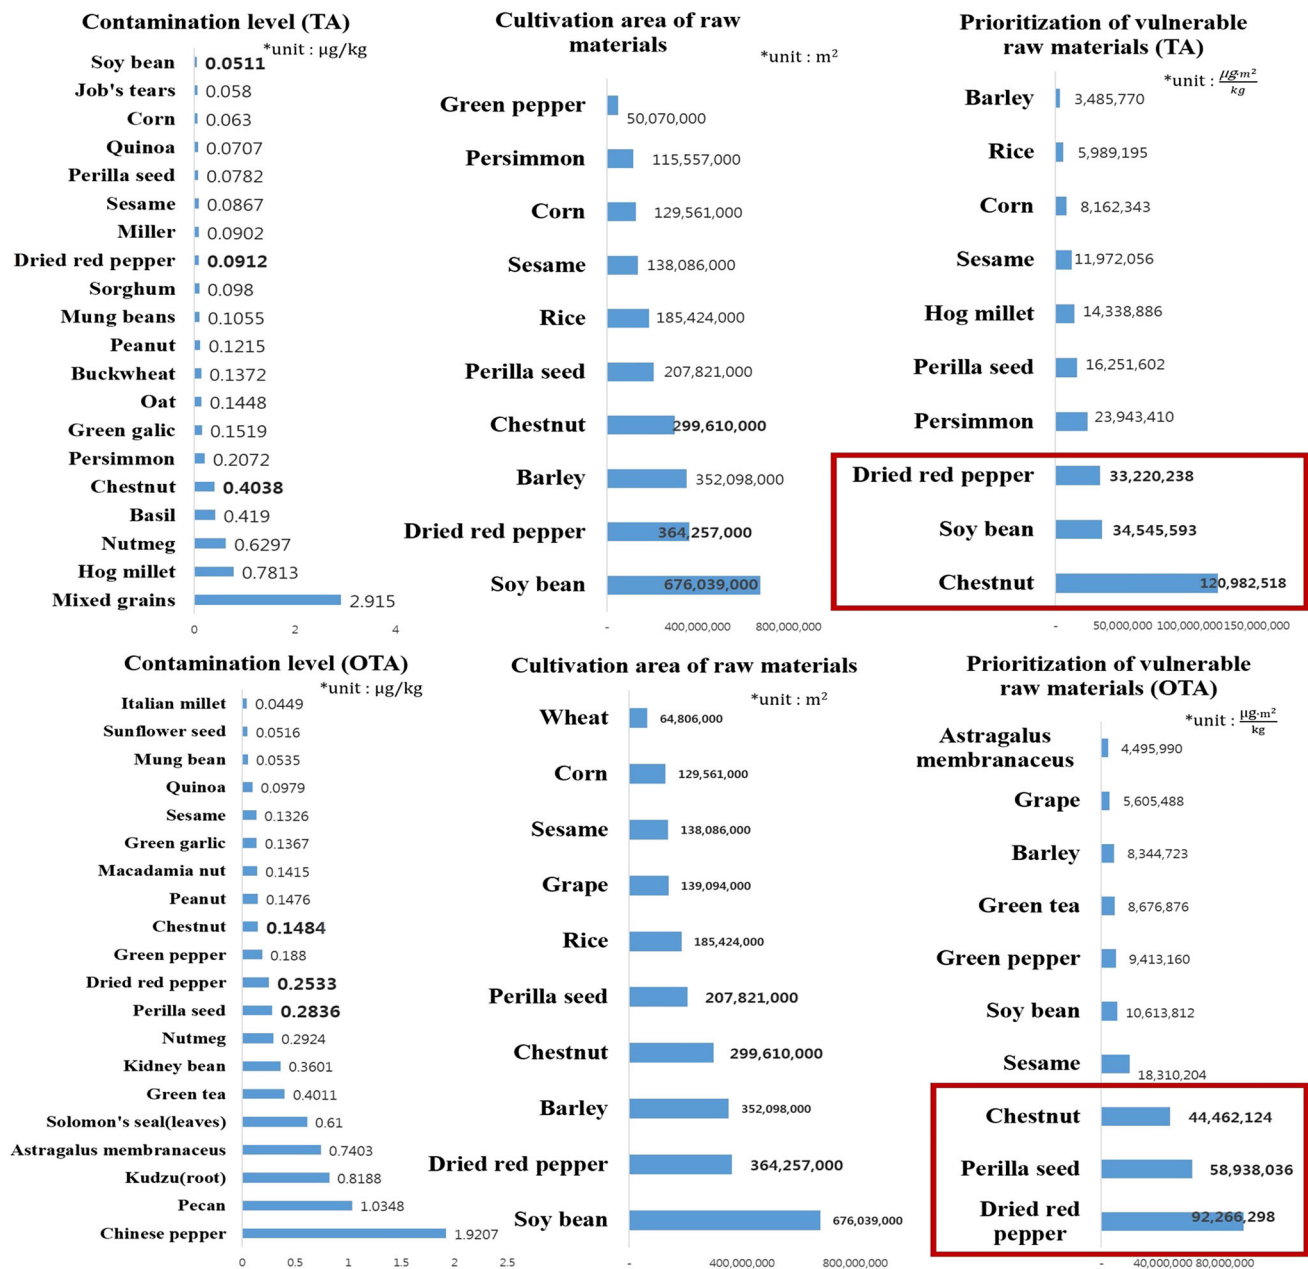 Contamination level (TA)
*unit : µg/kg
Soy bean 0.0511
Job's tears 0.058
Corn 0.063
Quinoa 0.0707
Perilla seed 0.0782
Sesame 0.0867
Miller 0.0902
Dried red pepper 0.0912
Sorghum 0.098
Mung beans 0.1055
Peanut 0.1215
Buckwheat 0.1372
Oat 0.1448
Green galic 0.1519
Persimmon 0.2072
Chestnut 0.4038
Basil 0.419
Nutmeg 0.6297
Hog millet 0.7813
Mixed grains 2.915
0 2 4
Cultivation area of raw
materials
*unit : m²
Green pepper 50,070,000
Persimmon 115,557,000
Corn 129,561,000
Sesame 138,086,000
Rice 185,424,000
Perilla seed 207,821,000
Chestnut 299,610,000
Barley 352,098,000
Dried red pepper 364,257,000
Soy bean 676,039,000
- 400,000,000 800,000,000
Prioritization of vulnerable
raw materials (TA)
*unit : µg·m²/kg
Barley 3,485,770
Rice 5,989,195
Corn 8,162,343
Sesame 11,972,056
Hog millet 14,338,886
Perilla seed 16,251,602
Persimmon 23,943,410
Dried red pepper 33,220,238
Soy bean 34,545,593
Chestnut 120,982,518
- 50,000,000 100,000,000 150,000,000
Contamination level (OTA)
*unit : µg/kg
Italian millet 0.0449
Sunflower seed 0.0516
Mung bean 0.0535
Quinoa 0.0979
Sesame 0.1326
Green garlic 0.1367
Macadamia nut 0.1415
Peanut 0.1476
Chestnut 0.1484
Green pepper 0.188
Dried red pepper 0.2533
Perilla seed 0.2836
Nutmeg 0.2924
Kidney bean 0.3601
Green tea 0.4011
Solomon's seal(leaves) 0.61
Astragalus membranaceus 0.7403
Kudzu(root) 0.8188
Pecan 1.0348
Chinese pepper 1.9207
0 0.5 1 1.5 2 2.5
Cultivation area of raw materials
*unit : m²
Wheat 64,806,000
Corn 129,561,000
Sesame 138,086,000
Grape 139,094,000
Rice 185,424,000
Perilla seed 207,821,000
Chestnut 299,610,000
Barley 352,098,000
Dried red pepper 364,257,000
Soy bean 676,039,000
- 400,000,000 800,000,000
Prioritization of vulnerable
raw materials (OTA)
*unit : µg·m²/kg
Astragalus
membranaceus 4,495,990
Grape 5,605,488
Barley 8,344,723
Green tea 8,676,876
Green pepper 9,413,160
Soy bean 10,613,812
Sesame 18,310,204
Chestnut 44,462,124
Perilla seed 58,938,036
Dried red
pepper 92,266,298
- 40,000,000 80,000,000